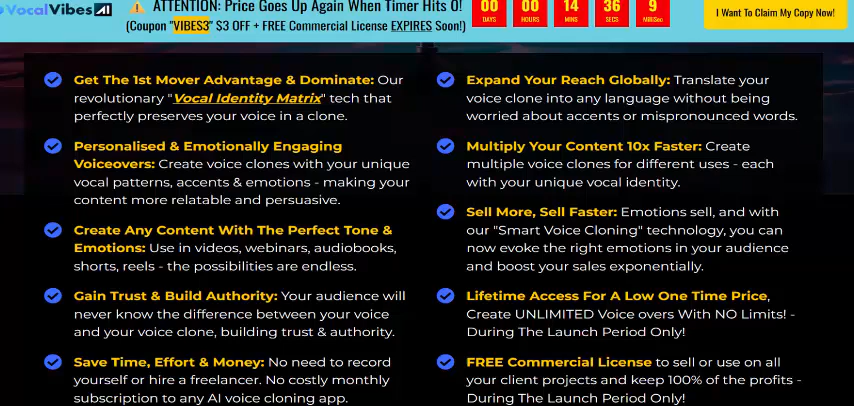 VocalVibes AI
ATTENTION: Price Goes Up Again When Timer Hits 0!
(Coupon "VIBES3" $3 OFF + FREE Commercial License EXPIRES Soon!)
00 00 14 36 9
DAYS HOURS MINS SECS MilliSec
I Want To Claim My Copy Now!
Get The 1st Mover Advantage & Dominate: Our
revolutionary "Vocal Identity Matrix" tech that
perfectly preserves your voice in a clone.
Personalised & Emotionally Engaging
Voiceovers: Create voice clones with your unique
vocal patterns, accents & emotions - making your
content more relatable and persuasive.
Create Any Content With The Perfect Tone &
Emotions: Use in videos, webinars, audiobooks,
shorts, reels - the possibilities are endless.
Gain Trust & Build Authority: Your audience will
never know the difference between your voice
and your voice clone, building trust & authority.
Save Time, Effort & Money: No need to record
yourself or hire a freelancer. No costly monthly
subscription to any AI voice cloning app.
Expand Your Reach Globally: Translate your
voice clone into any language without being
worried about accents or mispronounced words.
Multiply Your Content 10x Faster: Create
multiple voice clones for different uses - each
with your unique vocal identity.
Sell More, Sell Faster: Emotions sell, and with
our "Smart Voice Cloning" technology, you can
now evoke the right emotions in your audience
and boost your sales exponentially.
Lifetime Access For A Low One Time Price,
Create UNLIMITED Voice overs With NO Limits! -
During The Launch Period Only!
FREE Commercial License to sell or use on all
your client projects and keep 100% of the profits -
During The Launch Period Only!